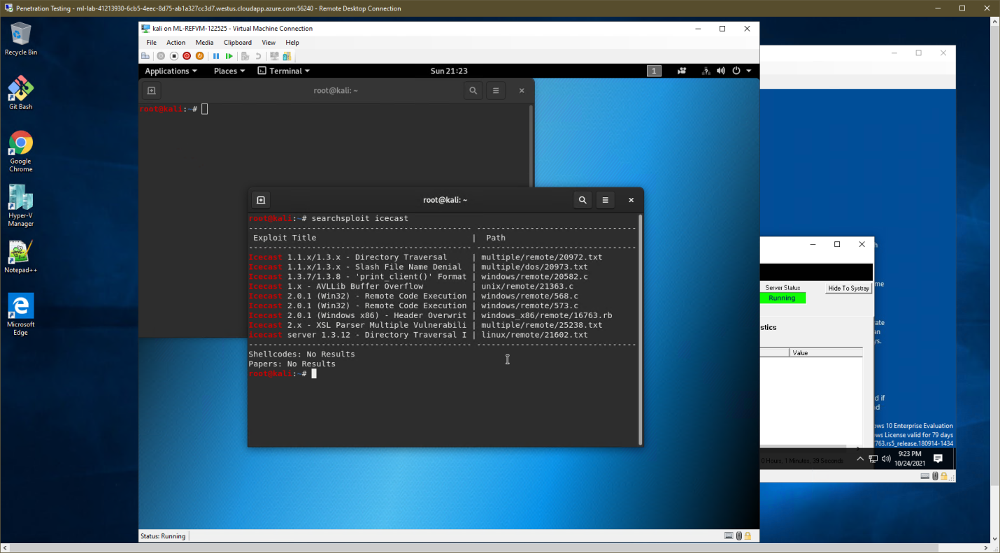 Penetration Testing - ml-lab-41213930-6cb5-4eec-8d75-ab1a327cc3d7.westus.cloudapp.azure.com:56240 - Remote Desktop Connection
Recycle Bin
Git Bash
Google
Chrome
Hyper-V
Manager
Notepad++
Microsoft
Edge
kali on ML-REFVM-122525 - Virtual Machine Connection
File Action Media Clipboard View Help
Applications Places Terminal Sun 21:23 1
root@kali: ~
root@kali:~#
root@kali: ~
root@kali:~# searchsploit icecast
Exploit Title | Path
Icecast 1.1.x/1.3.x - Directory Traversal | multiple/remote/20972.txt
Icecast 1.1.x/1.3.x - Slash File Name Denial | multiple/dos/20973.txt
Icecast 1.3.7/1.3.8 - 'print_client()' Format | windows/remote/20582.c
Icecast 1.x - AVLLib Buffer Overflow | unix/remote/21363.c
Icecast 2.0.1 (Win32) - Remote Code Execution | windows/remote/568.c
Icecast 2.0.1 (Win32) - Remote Code Execution | windows/remote/573.c
Icecast 2.0.1 (Windows x86) - Header Overwrit | windows_x86/remote/16763.rb
Icecast 2.x - XSL Parser Multiple Vulnerabili | multiple/remote/25238.txt
Icecast server 1.3.12 - Directory Traversal I | linux/remote/21602.txt
Shellcodes: No Results
Papers: No Results
root@kali:~#
Status: Running
h
Server Status
Running
Hide To Systray
me
stics
ate
an
ys.
Value
d if
d
ows 10 Enterprise Evaluation
ows License valid for 79 days
763.rs5_release.180914-1434
0 Hours, 1 Minutes, 39 Seconds
9:23 PM
10/24/2021